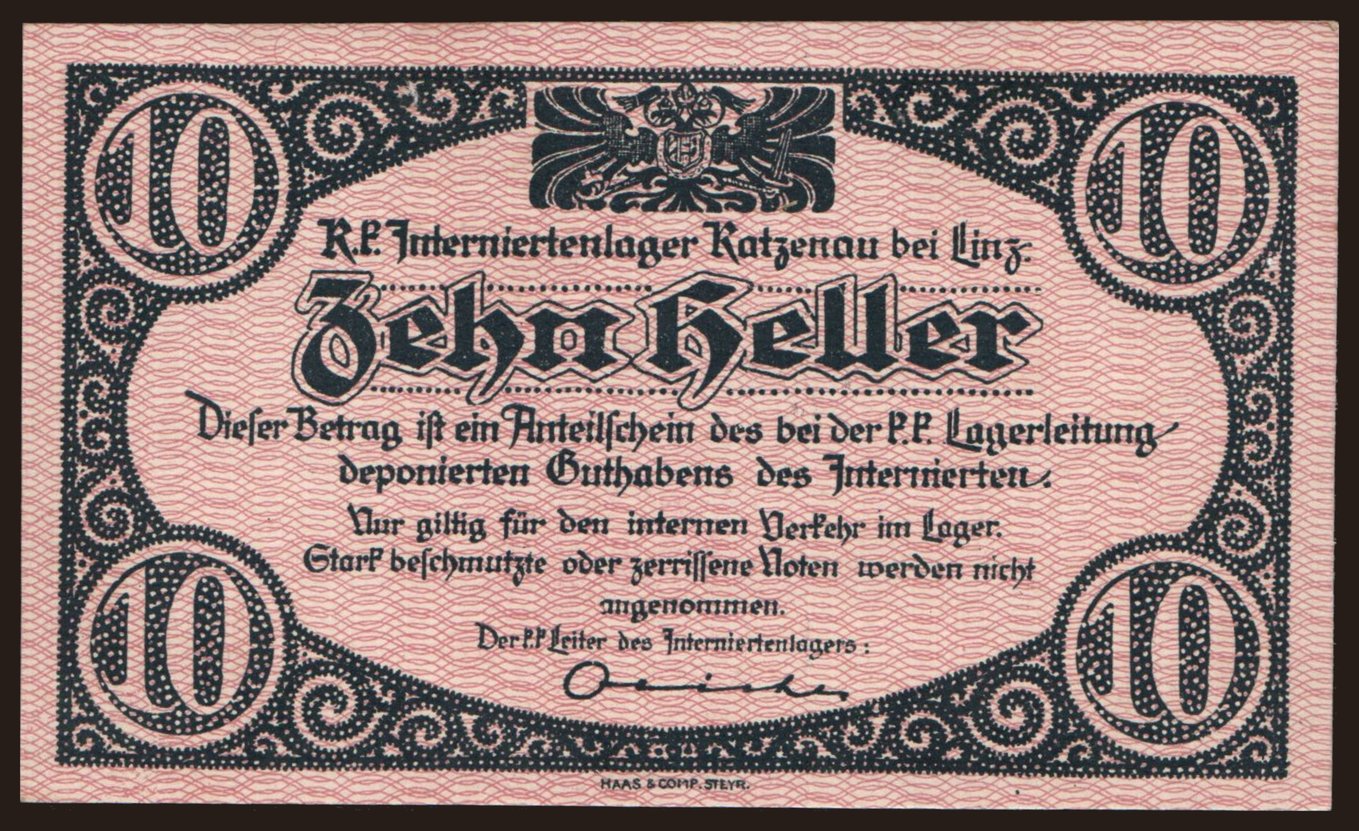 10 10
K.k. Interniertenlager Katzenau bei Linz.
Zehn Heller
Dieser Betrag ist ein Anteilschein des bei der k.k. Lagerleitung
deponierten Guthabens des Internierten.
Nur giltig für den internen Verkehr im Lager.
Stark beschmutzte oder zerrissene Noten werden nicht
angenommen.
Der k.k. Leiter des Interniertenlagers:
10 10
HAAS & COMP. STEYR.